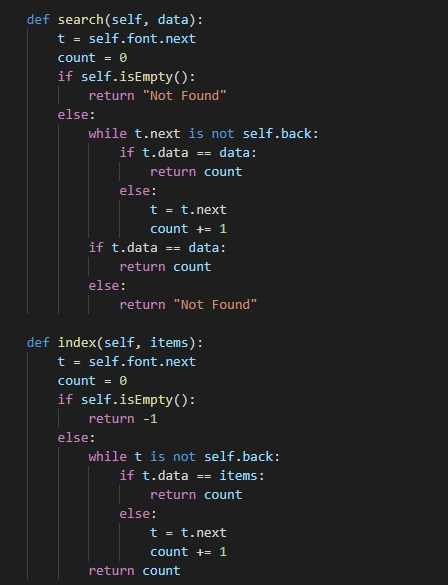 def search(self, data):
    t = self.font.next
    count = 0
    if self.isEmpty():
        return "Not Found"
    else:
        while t.next is not self.back:
            if t.data == data:
                return count
            else:
                t = t.next
                count += 1
        if t.data == data:
            return count
        else:
            return "Not Found"

def index(self, items):
    t = self.font.next
    count = 0
    if self.isEmpty():
        return -1
    else:
        while t is not self.back:
            if t.data == items:
                return count
            else:
                t = t.next
                count += 1
        return count